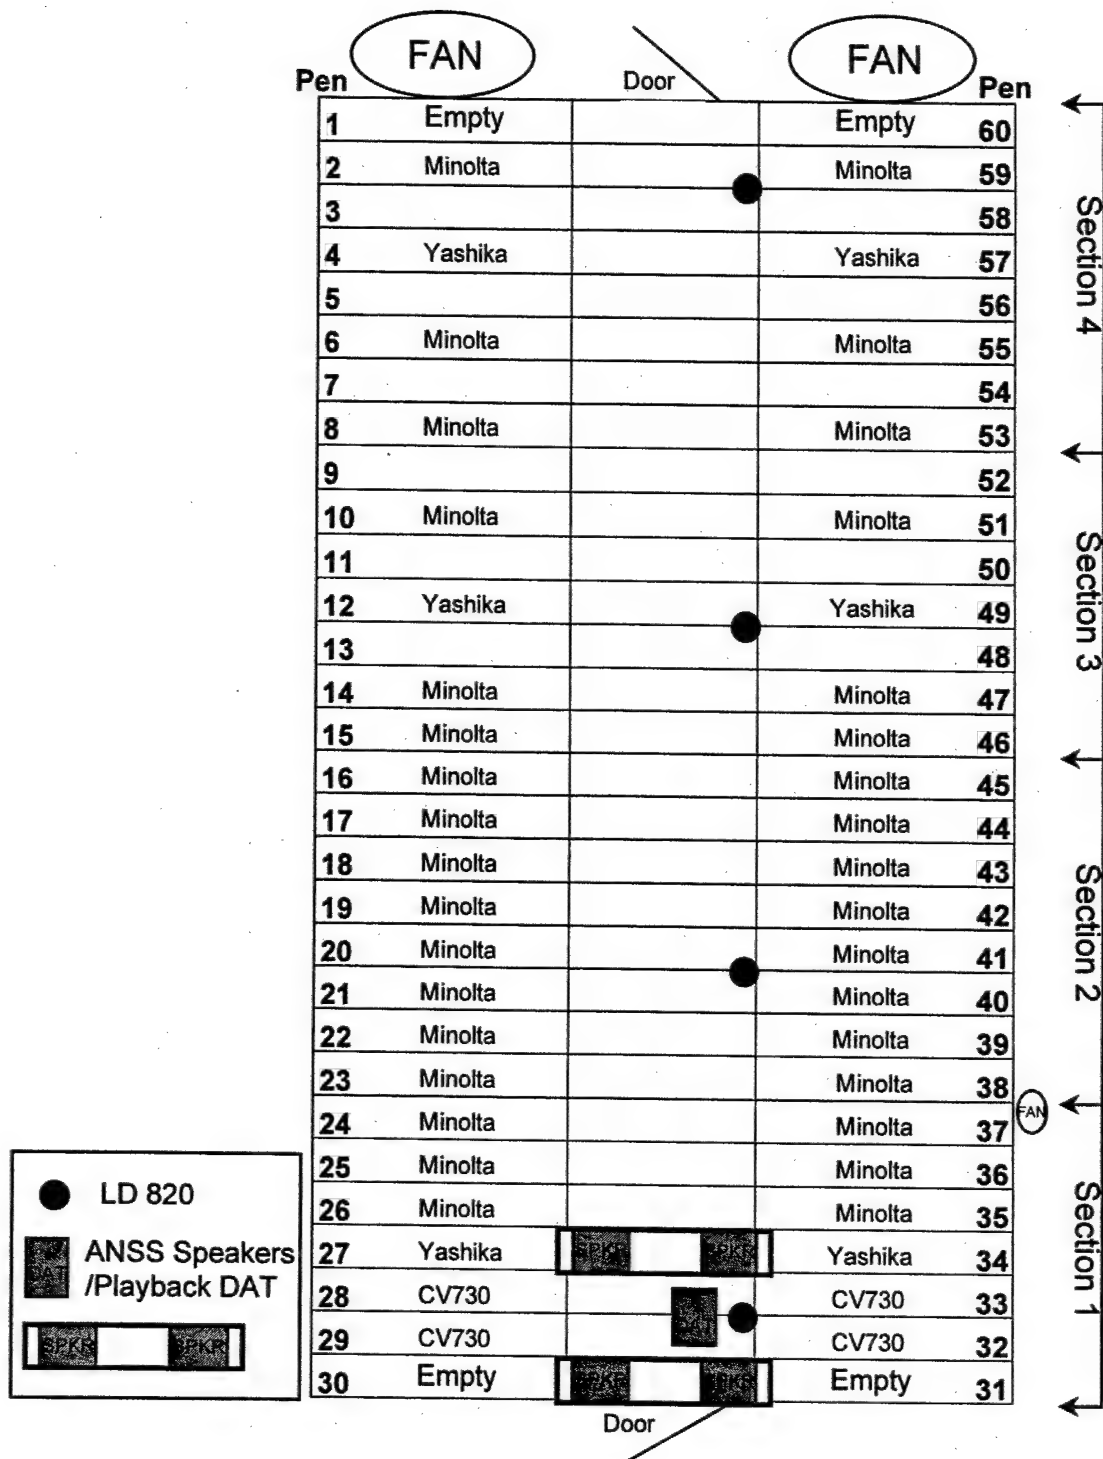 FAN FAN
Pen Door Pen
1 Empty Empty 60
2 Minolta Minolta 59
3 58
4 Yashika Yashika 57
5 56
6 Minolta Minolta 55
7 54
8 Minolta Minolta 53
9 52
10 Minolta Minolta 51
11 50
12 Yashika Yashika 49
13 48
14 Minolta Minolta 47
15 Minolta Minolta 46
16 Minolta Minolta 45
17 Minolta Minolta 44
18 Minolta Minolta 43
19 Minolta Minolta 42
20 Minolta Minolta 41
21 Minolta Minolta 40
22 Minolta Minolta 39
23 Minolta Minolta 38
24 Minolta Minolta 37
25 Minolta Minolta 36
26 Minolta Minolta 35
27 Yashika SPKR SPKR Yashika 34
28 CV730 CV730 33
29 CV730 CV730 32
30 Empty SPKR SPKR Empty 31
Door
FAN
Section 4
Section 3
Section 2
Section 1
LD 820
DAT
ANSS Speakers
/Playback DAT
SPKR SPKR